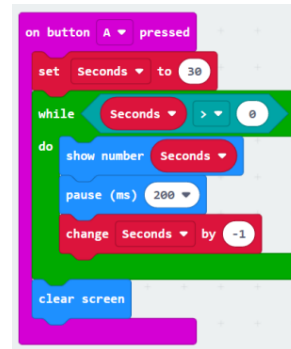 on button A pressed
set Seconds to 30
while Seconds > 0
do
show number Seconds
pause (ms) 200
change Seconds by -1
clear screen